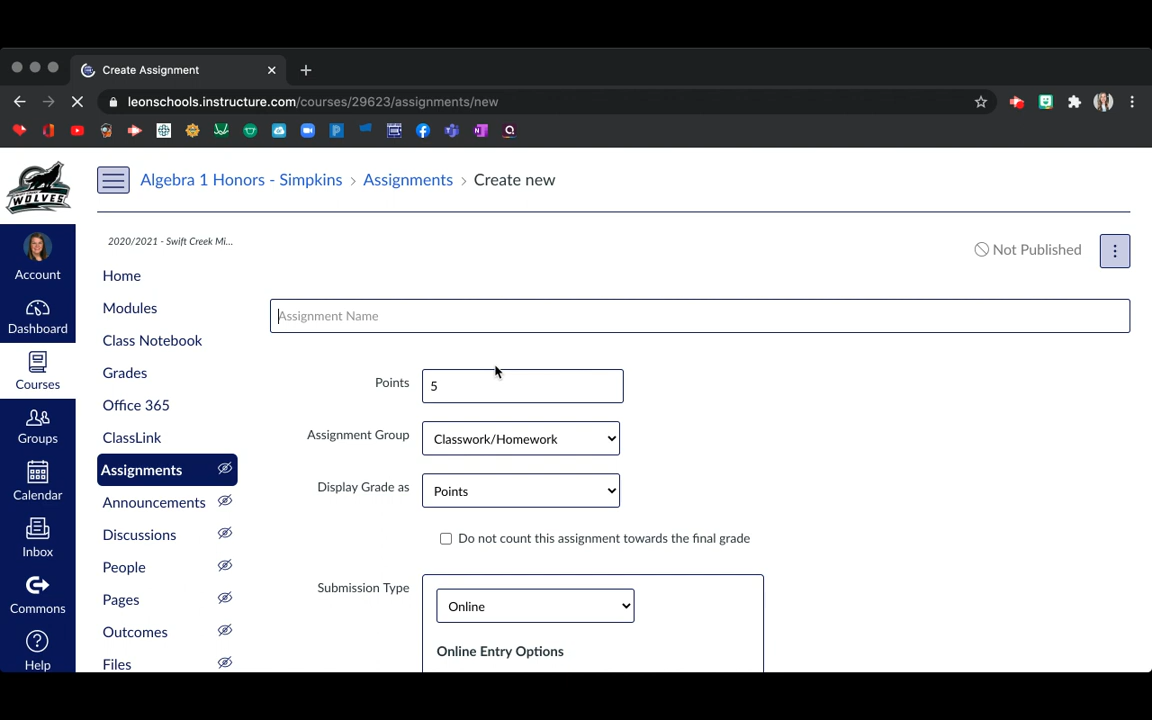 Create Assignment
leonschools.instructure.com/courses/29623/assignments/new
WOLVES
Algebra 1 Honors - Simpkins > Assignments > Create new
2020/2021 - Swift Creek Mi...
Not Published
Account
Dashboard
Courses
Groups
Calendar
Inbox
Commons
Help
Home
Modules
Class Notebook
Grades
Office 365
ClassLink
Assignments
Announcements
Discussions
People
Pages
Outcomes
Files
Assignment Name
Points
5
Assignment Group
Classwork/Homework
Display Grade as
Points
Do not count this assignment towards the final grade
Submission Type
Online
Online Entry Options